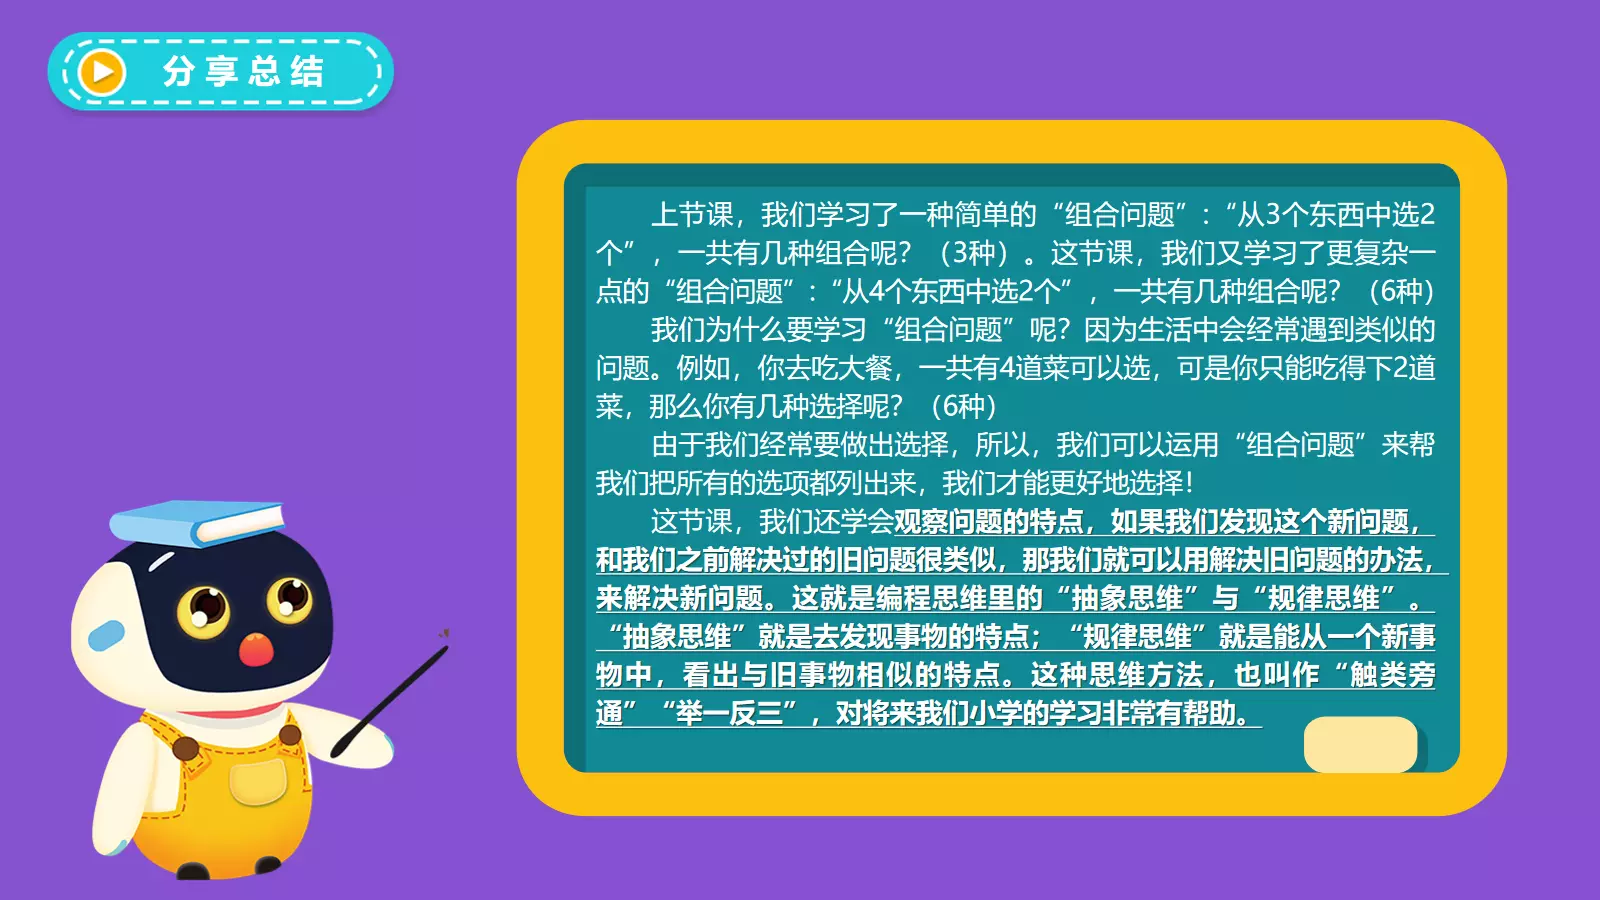 分享总结
上节课，我们学习了一种简单的“组合问题”：“从3个东西中选2
个”，一共有几种组合呢？（3种）。这节课，我们又学习了更复杂一
点的“组合问题”：“从4个东西中选2个”，一共有几种组合呢？（6种）
我们为什么要学习“组合问题”呢？因为生活中会经常遇到类似的
问题。例如，你去吃大餐，一共有4道菜可以选，可是你只能吃得下2道
菜，那么你有几种选择呢？（6种）
由于我们经常要做出选择，所以，我们可以运用“组合问题”来帮
我们把所有的选项都列出来，我们才能更好地选择！
这节课，我们还学会观察问题的特点，如果我们发现这个新问题，
和我们之前解决过的旧问题很类似，那我们就可以用解决旧问题的办法，
来解决新问题。这就是编程思维里的“抽象思维”与“规律思维”。
“抽象思维”就是去发现事物的特点；“规律思维”就是能从一个新事
物中，看出与旧事物相似的特点。这种思维方法，也叫作“触类旁
通”“举一反三”，对将来我们小学的学习非常有帮助。